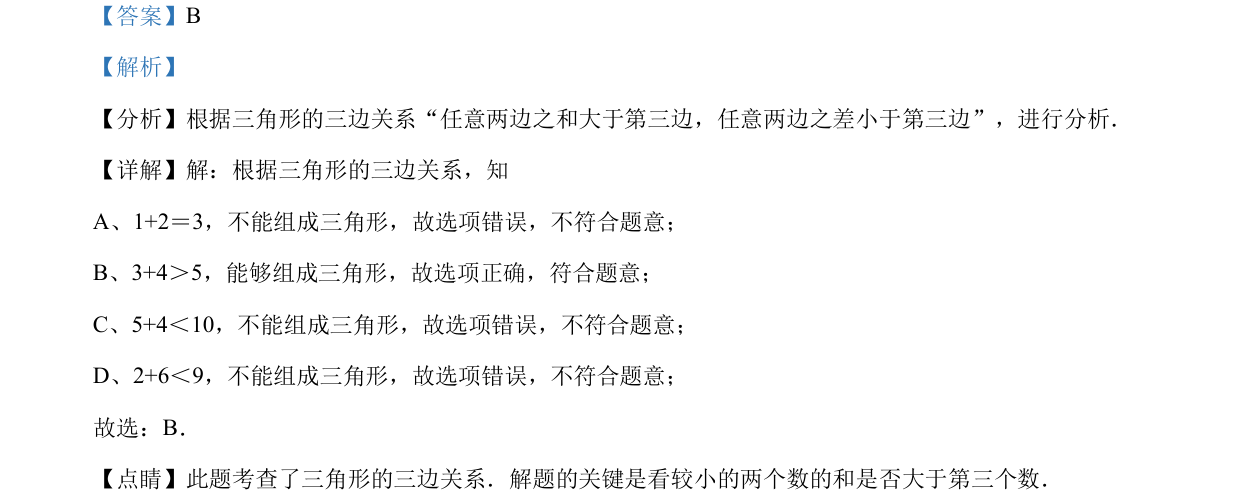 【答案】B
【解析】
【分析】根据三角形的三边关系“任意两边之和大于第三边，任意两边之差小于第三边”，进行分析．
【详解】解：根据三角形的三边关系，知
A、1+2＝3，不能组成三角形，故选项错误，不符合题意；
B、3+4＞5，能够组成三角形，故选项正确，符合题意；
C、5+4＜10，不能组成三角形，故选项错误，不符合题意；
D、2+6＜9，不能组成三角形，故选项错误，不符合题意；
故选：B．
【点睛】此题考查了三角形的三边关系．解题的关键是看较小的两个数的和是否大于第三个数．